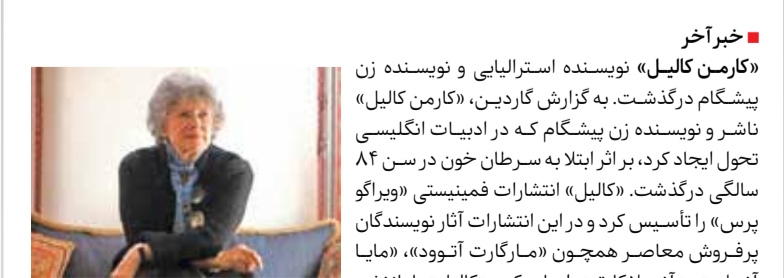 خبر آخر
«کارمن کالیل» نویسنده استرالیایی و نویسنده زن
پیشگام درگذشت. به گزارش گاردین، «کارمن کالیل»
ناشر و نویسنده زن پیشگام که در ادبیات انگلیسی
تحول ایجاد کرد، بر اثر ابتلا به سرطان خون در سن ۸۴
سالگی درگذشت. «کالیل» انتشارات فمینیستی «ویراگو
پرس» را تأسیس کرد و در این انتشارات آثار نویسندگان
پرفروش معاصر همچون «مارگارت آتوود»، «مایا